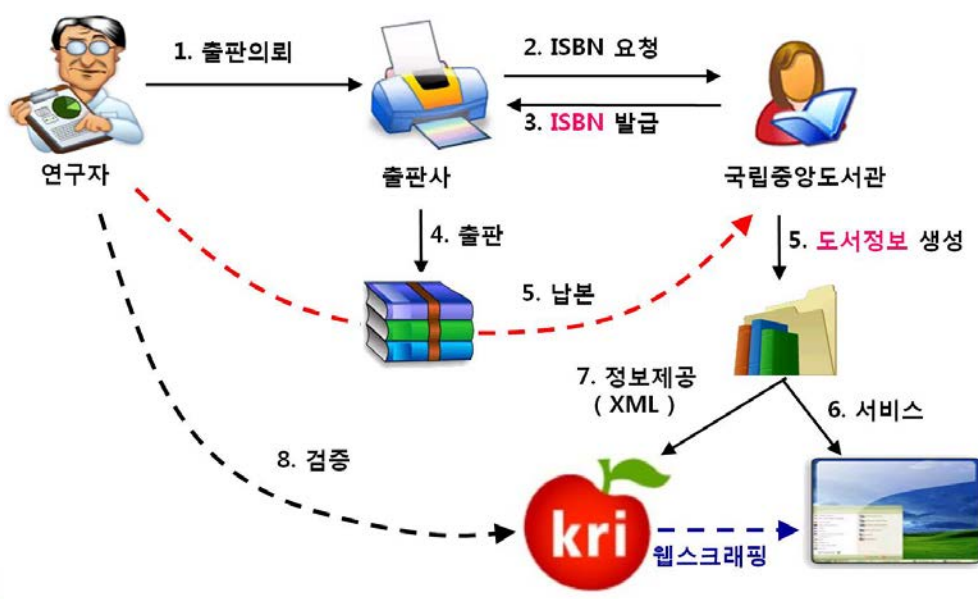 1. 출판의뢰
2. ISBN 요청
3. ISBN 발급
연구자
출판사
국립중앙도서관
4. 출판
5. 도서정보 생성
5. 납본
7. 정보제공
( XML )
6. 서비스
8. 검증
kri
웹스크래핑